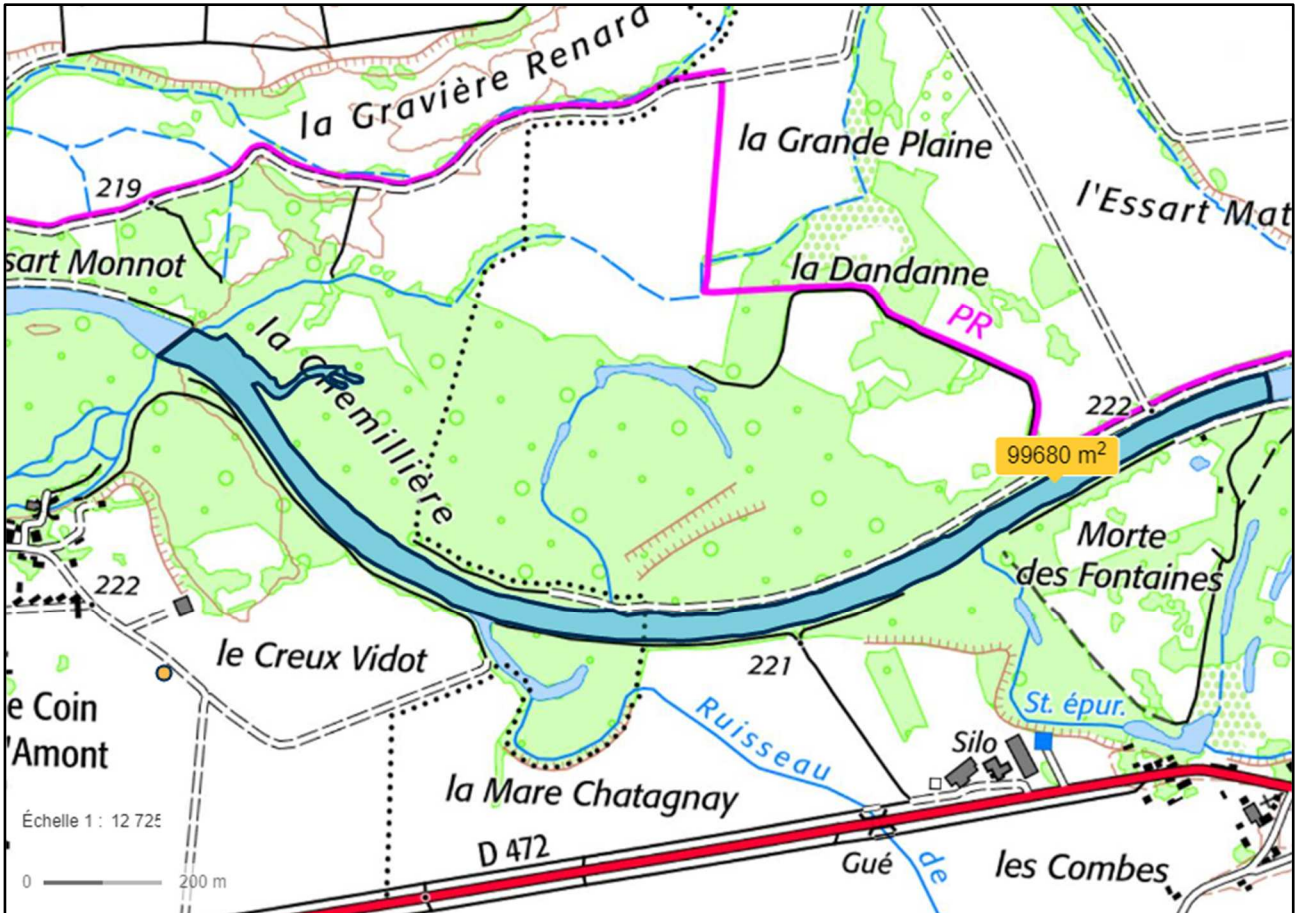 la Gravière Renard
la Grande Plaine
219
l'Essart Mat
sart Monnot
la Dandanne
la Chemillière
PR
222
99680 m²
Morte
des Fontaines
222
le Creux Vidot
221
e Coin
'Amont
Ruisseau
St. épur.
Silo
la Mare Chatagnay
Échelle 1 : 12 725
D 472
Gué
de
les Combes
0 200 m